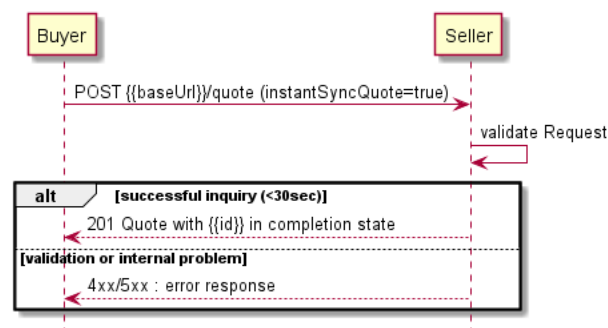 Buyer
Seller
POST {{baseUrl}}/quote (instantSyncQuote=true)
validate Request
alt
[successful inquiry (<30sec)]
201 Quote with {{id}} in completion state
[validation or internal problem]
4xx/5xx : error response